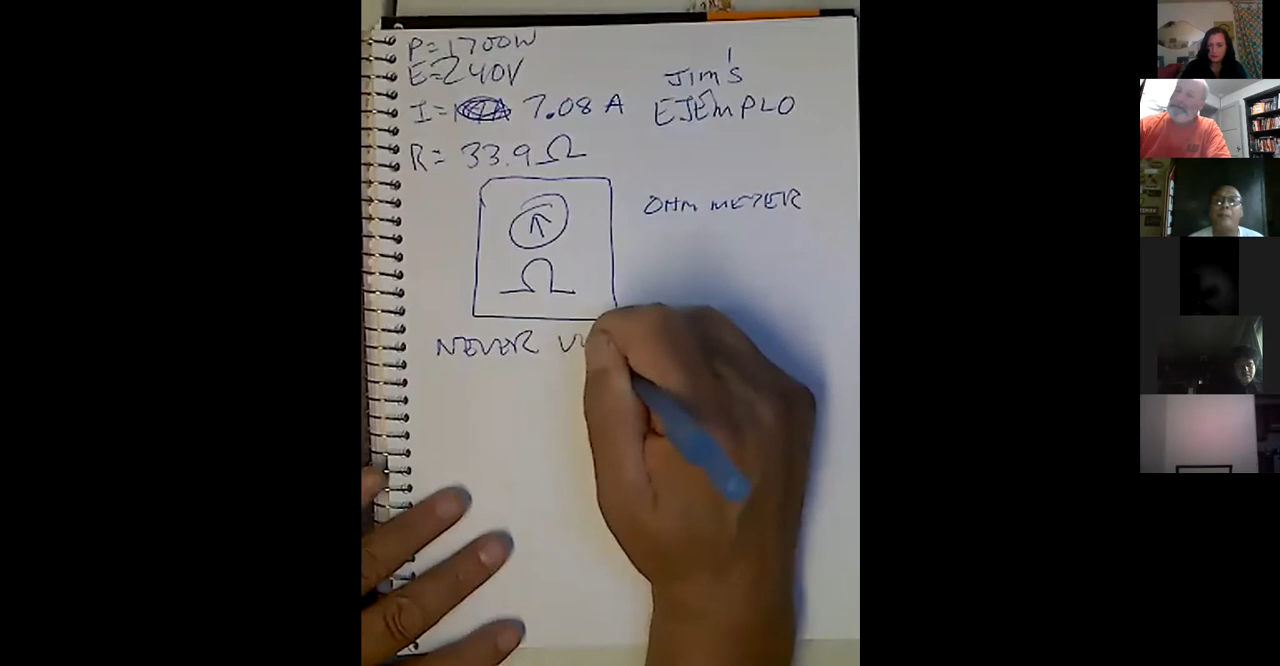 P=1700W
E=240V
I= 7.08 A
R= 33.9 Ω
JIM'S
EJEMPLO
OHM METER
Ω
NEVER